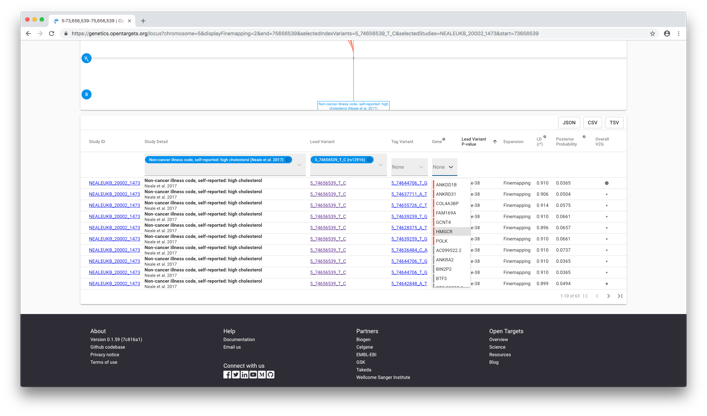 5-73,656,539-75,656,539 | G
https://genetics.opentargets.org/locus?chromosome=5&displayFinemapping=2&end=75656539&selectedIndexVariants=5_74656539_T_C&selectedStudies=NEALEUKB_20002_1473&start=73656539
V
L
S
Non-cancer illness code, self-reported: high
cholesterol (Neale et al. 2017)
JSON CSV TSV
Study ID Study Detail Lead Variant Tag Variant Gene Lead Variant P-value Expansion LD (r²) Posterior Probability Overall V2G
Non-cancer illness code, self-reported: high cholesterol (Neale et al. 2017) 5_74656539_T_C (rs12916) None None
NEALEUKB_20002_1473 Non-cancer illness code, self-reported: high cholesterol 5_74656539_T_C 5_74644706_T_G e-38 Finemapping 0.910 0.0365
Neale et al. 2017
NEALEUKB_20002_1473 Non-cancer illness code, self-reported: high cholesterol 5_74656539_T_C 5_74637711_A_T e-38 Finemapping 0.906 0.0504
Neale et al. 2017
NEALEUKB_20002_1473 Non-cancer illness code, self-reported: high cholesterol 5_74656539_T_C 5_74655726_C_T e-38 Finemapping 0.914 0.0575
Neale et al. 2017
NEALEUKB_20002_1473 Non-cancer illness code, self-reported: high cholesterol 5_74656539_T_C 5_74639259_T_G e-38 Finemapping 0.910 0.0661
Neale et al. 2017
NEALEUKB_20002_1473 Non-cancer illness code, self-reported: high cholesterol 5_74656539_T_C 5_74628375_A_T e-38 Finemapping 0.896 0.0657
Neale et al. 2017
NEALEUKB_20002_1473 Non-cancer illness code, self-reported: high cholesterol 5_74656539_T_C 5_74639259_T_G e-38 Finemapping 0.910 0.0661
Neale et al. 2017
NEALEUKB_20002_1473 Non-cancer illness code, self-reported: high cholesterol 5_74656539_T_C 5_74636484_C_A e-38 Finemapping 0.910 0.0737
Neale et al. 2017
NEALEUKB_20002_1473 Non-cancer illness code, self-reported: high cholesterol 5_74656539_T_C 5_74644706_T_G e-38 Finemapping 0.910 0.0365
Neale et al. 2017
NEALEUKB_20002_1473 Non-cancer illness code, self-reported: high cholesterol 5_74656539_T_C 5_74644706_T_G e-38 Finemapping 0.910 0.0365
Neale et al. 2017
NEALEUKB_20002_1473 Non-cancer illness code, self-reported: high cholesterol 5_74656539_T_C 5_74642848_A_T e-38 Finemapping 0.899 0.0494
Neale et al. 2017
ANKDD1B
ANKRD31
COL4A3BP
FAM169A
GCNT4
HMGCR
POLK
AC099522.2
ANKRA2
BIN2P2
BTF3
1-10 of 63
About Help Partners Open Targets
Version 0.1.59 (7c816a1) Documentation Biogen Overview
Github codebase Email us Celgene Science
Privacy notice EMBL-EBI Resources
Terms of use GSK Blog
Connect with us Takeda
Wellcome Sanger Institute